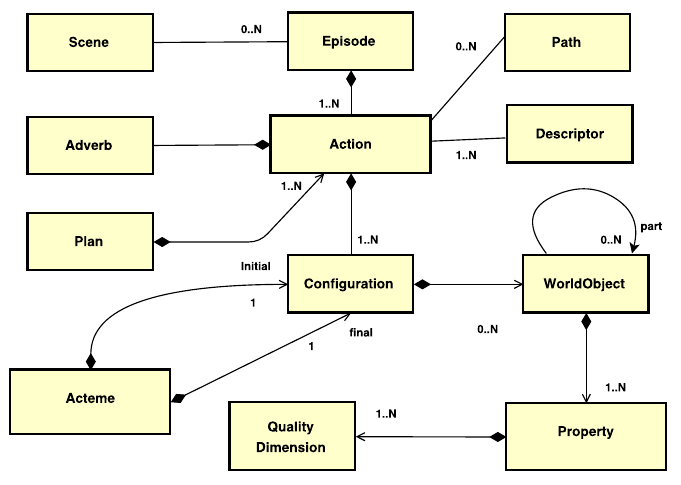 Scene
0..N
Episode
0..N
Path
1..N
Adverb
Action
1..N
Descriptor
1..N
Plan
1..N
part
0..N
Initial
1
Configuration
WorldObject
final
1
0..N
Acteme
1..N
1..N
Quality
Dimension
Property